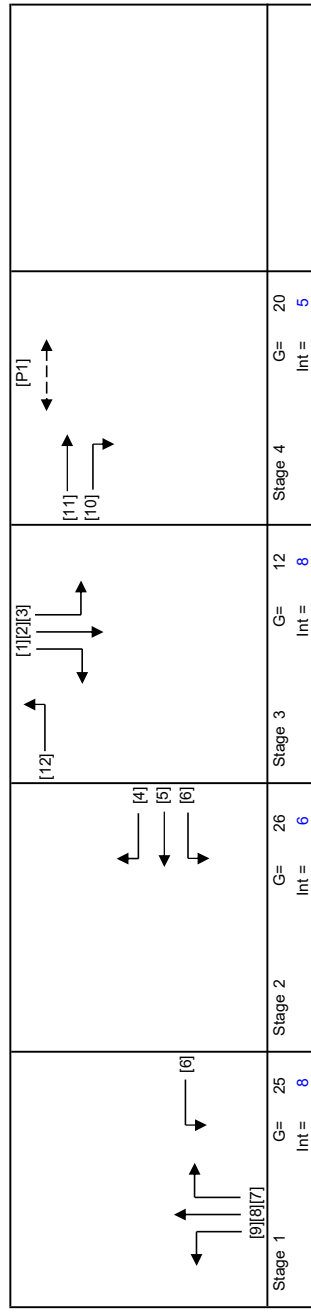 [9][8][7]
[6]
Stage 1 G= 25
Int = 8
[4]
[5]
[6]
Stage 2 G= 26
Int = 6
[12]
[1][2][3]
Stage 3 G= 12
Int = 8
[11]
[10]
[P1]
Stage 4 G= 20
Int = 5